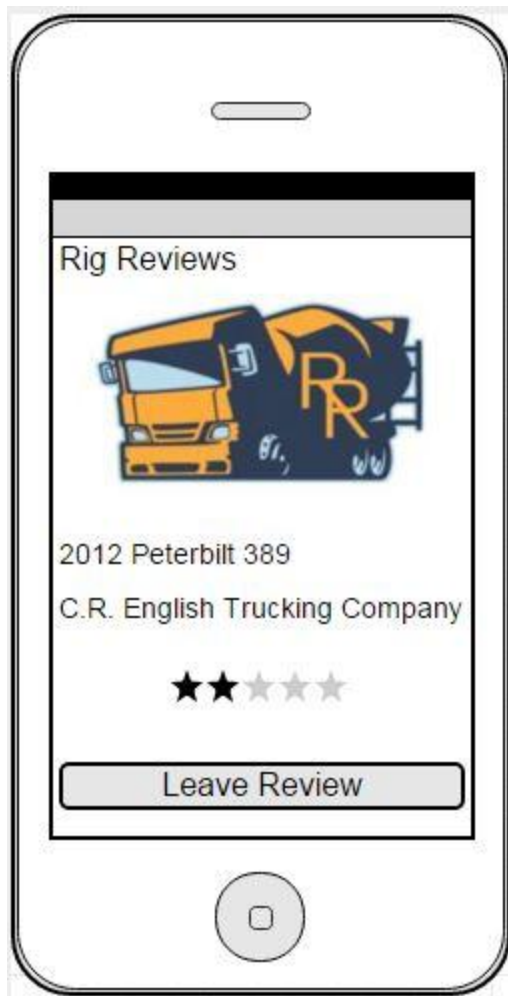 Rig Reviews
RR
2012 Peterbilt 389
C.R. English Trucking Company
Leave Review